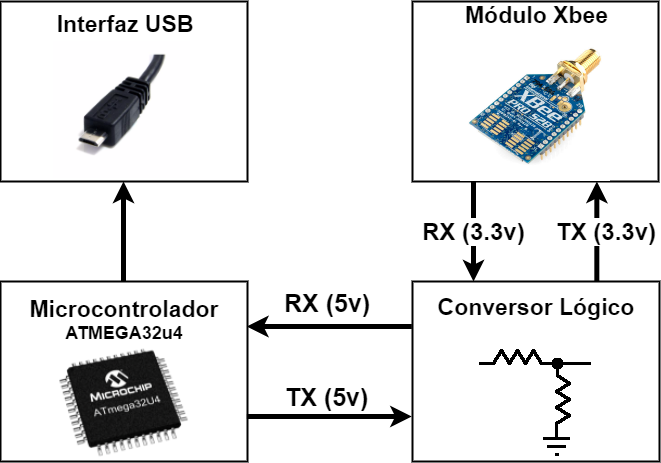 Interfaz USB
Módulo Xbee
XBee
PRO S2B
RX (3.3v)
TX (3.3v)
Microcontrolador
ATMEGA32u4
MICROCHIP
ATmega32U4
RX (5v)
TX (5v)
Conversor Lógico